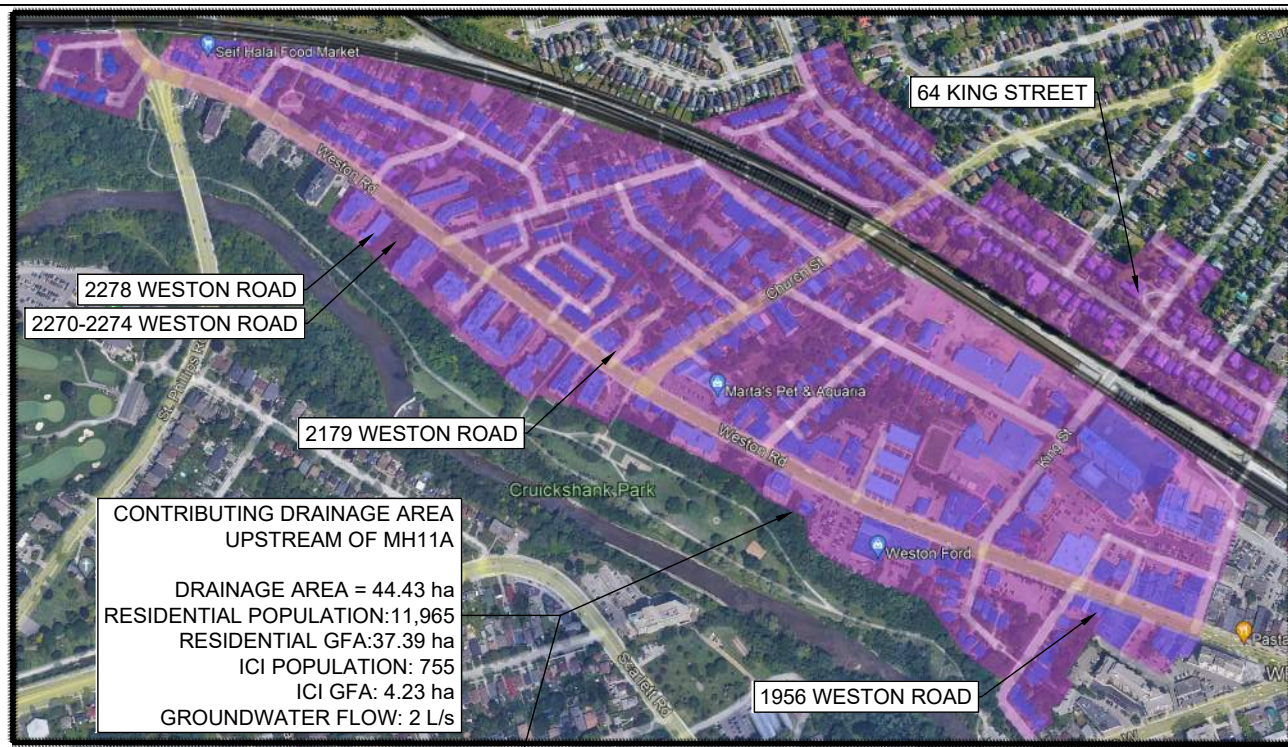 Seif Halal Food Market
Church
64 KING STREET
Weston Rd
2278 WESTON ROAD
2270-2274 WESTON ROAD
St. Phillips Rd
Church St
Marta's Pet & Aquaria
2179 WESTON ROAD
Weston Rd
King St
Cruickshank Park
CONTRIBUTING DRAINAGE AREA
UPSTREAM OF MH11A
DRAINAGE AREA = 44.43 ha
RESIDENTIAL POPULATION:11,965
RESIDENTIAL GFA:37.39 ha
ICI POPULATION: 755
ICI GFA: 4.23 ha
GROUNDWATER FLOW: 2 L/s
Weston Ford
Scarlett Rd
1956 WESTON ROAD
Pasta
W